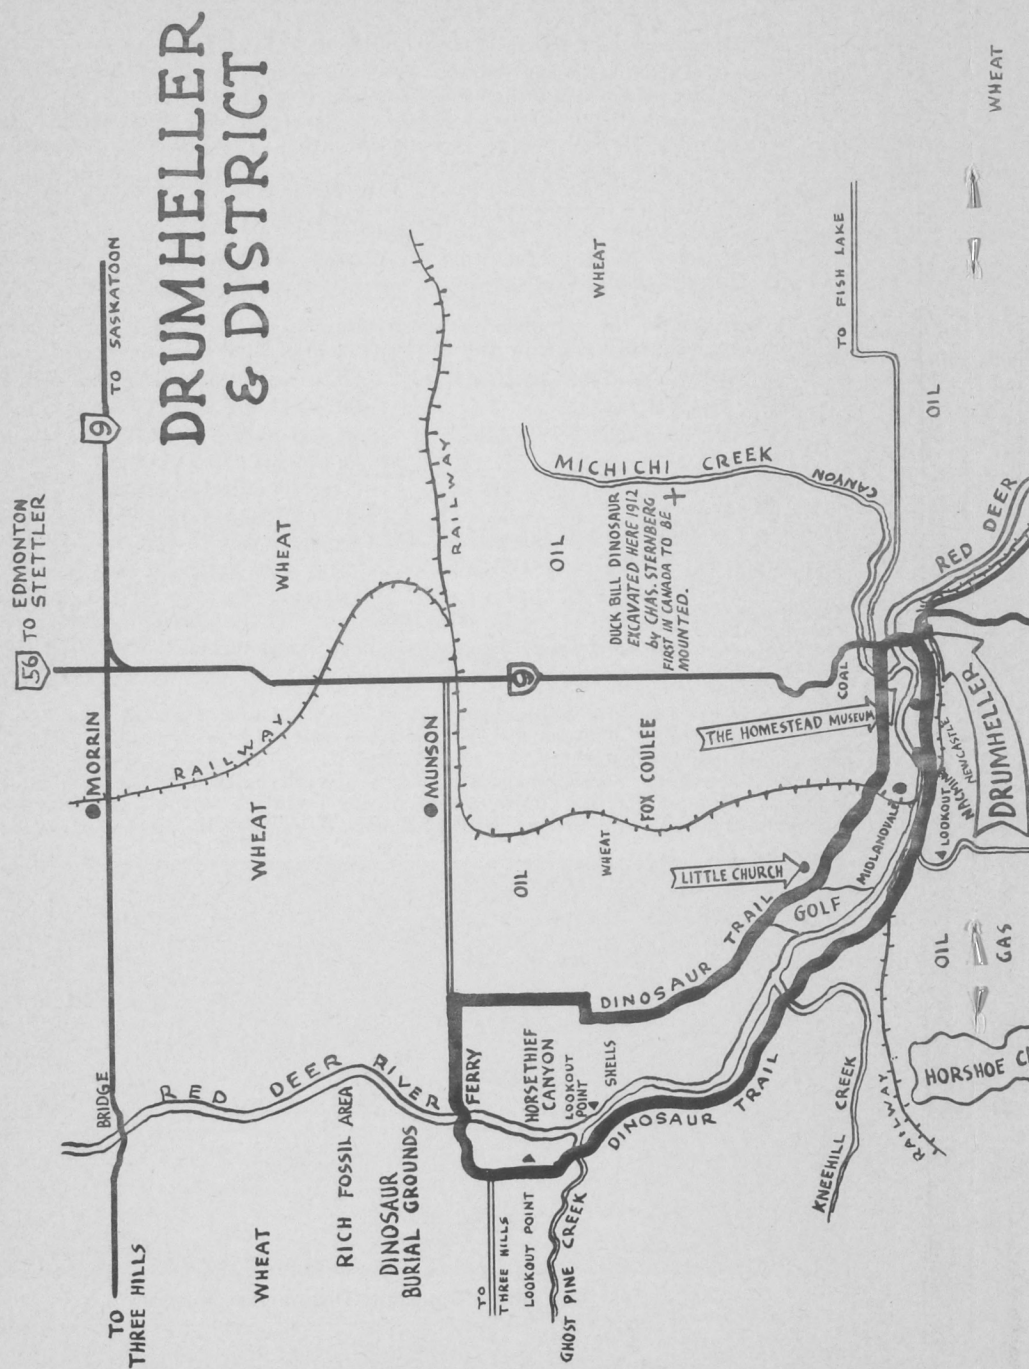 DRUMHELLER
& DISTRICT
TO
THREE HILLS
BRIDGE
MORRIN
56
TO EDMONTON
STETTLER
9
TO SASKATOON
WHEAT
RED DEER RIVER
WHEAT
RAILWAY
WHEAT
RICH FOSSIL AREA
DINOSAUR
BURIAL GROUNDS
MUNSON
RAILWAY
TO
THREE HILLS
FERRY
9
OIL
MICHICHI CREEK
CANYON
WHEAT
LOOKOUT POINT
HORSETHIEF
CANYON
LOOKOUT
POINT
SHELLS
OIL
WHEAT
FOX COULEE
DUCK BILL DINOSAUR
EXCAVATED HERE 1912
by CHAS. STERNBERG
FIRST IN CANADA TO BE
MOUNTED.
GHOST PINE CREEK
DINOSAUR TRAIL
DINOSAUR TRAIL
LITTLE CHURCH
THE HOMESTEAD MUSEUM
COAL
GOLF
MIDLANDVALE
TO FISH LAKE
KNEEHILL CREEK
RAILWAY
OIL
RED DEER
LOOKOUT
NACMINE
NEWCASTLE
DRUMHELLER
HORSHOE C
OIL
GAS
WHEAT